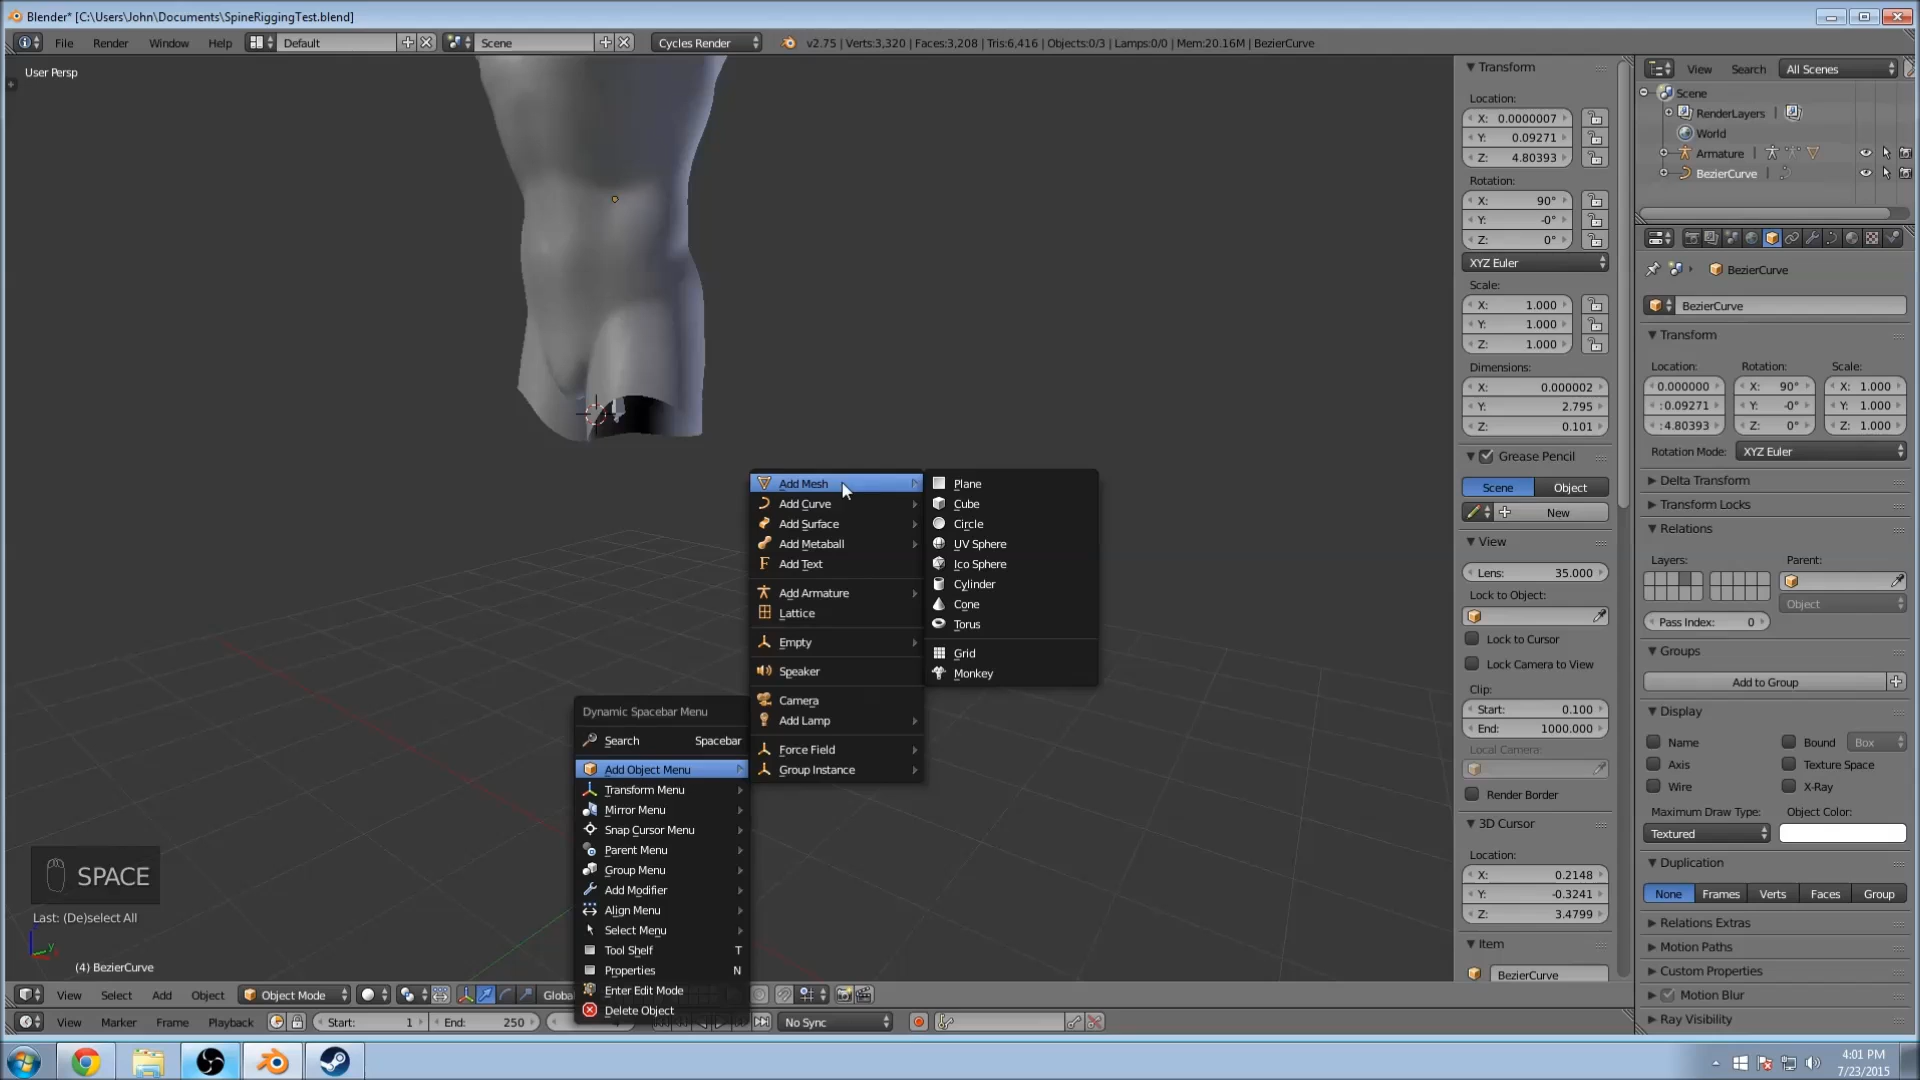 Blender* [C:\Users\John\Documents\SpineRiggingTest.blend]
File Render Window Help Default Scene Cycles Render v2.75 | Verts:3,320 | Faces:3,208 | Tris:6,416 | Objects:0/3 | Lamps:0/0 | Mem:20.16M | BezierCurve
User Persp
Add Mesh
Add Curve
Add Surface
Add Metaball
Add Text
Add Armature
Lattice
Empty
Speaker
Camera
Add Lamp
Force Field
Group Instance
Plane
Cube
Circle
UV Sphere
Ico Sphere
Cylinder
Cone
Torus
Grid
Monkey
Dynamic Spacebar Menu
Search Spacebar
Add Object Menu
Transform Menu
Mirror Menu
Snap Cursor Menu
Parent Menu
Group Menu
Add Modifier
Align Menu
Select Menu
Tool Shelf T
Properties N
Enter Edit Mode
Delete Object
SPACE
Last: (De)select All
y
(4) BezierCurve
View Select Add Object Object Mode Global
View Marker Frame Playback Start: 1 End: 250 No Sync
Transform
Location:
X: 0.0000007
Y: 0.09271
Z: 4.80393
Rotation:
X: 90°
Y: -0°
Z: 0°
XYZ Euler
Scale:
X: 1.000
Y: 1.000
Z: 1.000
Dimensions:
X: 0.000002
Y: 2.795
Z: 0.101
Grease Pencil
Scene Object
New
View
Lens: 35.000
Lock to Object:
Lock to Cursor
Lock Camera to View
Clip:
Start: 0.100
End: 1000.000
Local Camera:
Render Border
3D Cursor
Location:
X: 0.2148
Y: -0.3241
Z: 3.4799
Item
BezierCurve
View Search All Scenes
Scene
RenderLayers |
World
Armature |
BezierCurve |
BezierCurve
BezierCurve
Transform
Location: Rotation: Scale:
0.000000 X: 90° X: 1.000
:0.09271 Y: -0° Y: 1.000
:4.80393 Z: 0° Z: 1.000
Rotation Mode: XYZ Euler
Delta Transform
Transform Locks
Relations
Layers: Parent:
Object
Pass Index: 0
Groups
Add to Group
Display
Name Bound Box
Axis Texture Space
Wire X-Ray
Maximum Draw Type: Object Color:
Textured
Duplication
None Frames Verts Faces Group
Relations Extras
Motion Paths
Custom Properties
Motion Blur
Ray Visibility
4:01 PM
7/23/2015